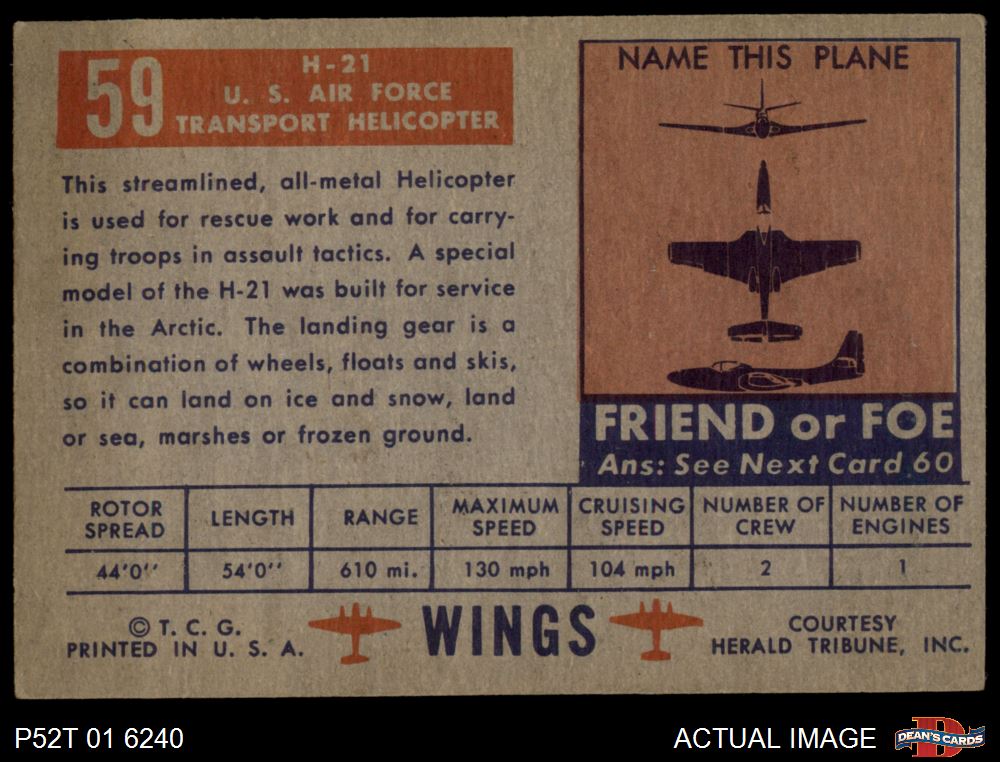 59
H-21
U. S. AIR FORCE
TRANSPORT HELICOPTER
This streamlined, all-metal Helicopter
is used for rescue work and for carry-
ing troops in assault tactics. A special
model of the H-21 was built for service
in the Arctic. The landing gear is a
combination of wheels, floats and skis,
so it can land on ice and snow, land
or sea, marshes or frozen ground.
NAME THIS PLANE
FRIEND or FOE
Ans: See Next Card 60
ROTOR SPREAD LENGTH RANGE MAXIMUM SPEED CRUISING SPEED NUMBER OF CREW NUMBER OF ENGINES
44'0'' 54'0'' 610 mi. 130 mph 104 mph 2 1
© T. C. G.
PRINTED IN U. S. A.
WINGS
COURTESY
HERALD TRIBUNE, INC.
P52T 01 6240
ACTUAL IMAGE
D
DEAN'S CARDS